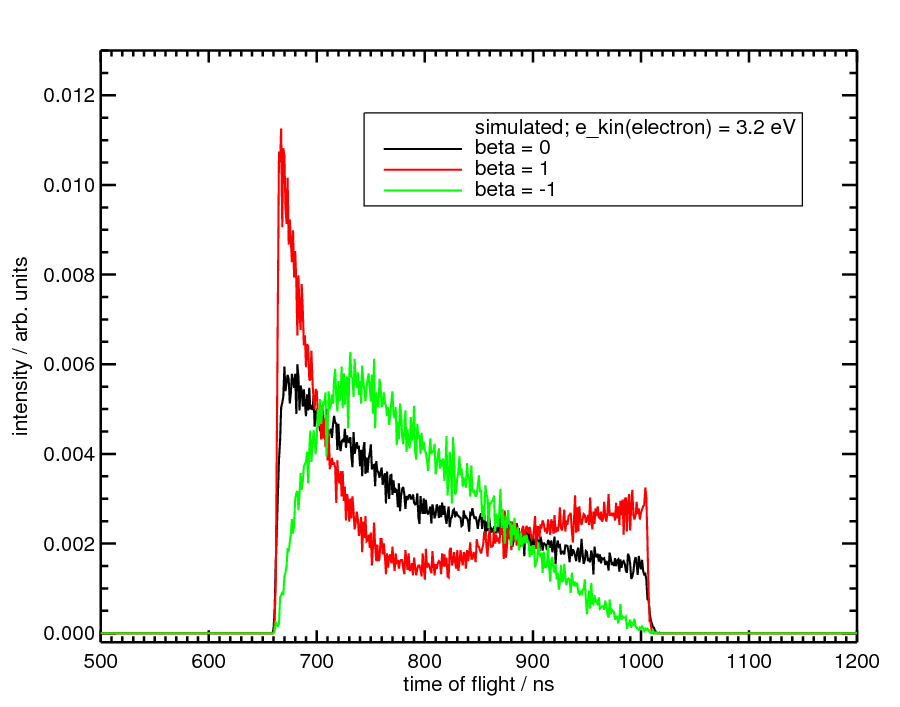 0.012
0.010
0.008
0.006
0.004
0.002
0.000
intensity / arb. units
simulated; e_kin(electron) = 3.2 eV
beta = 0
beta = 1
beta = -1
500 600 700 800 900 1000 1100 1200
time of flight / ns